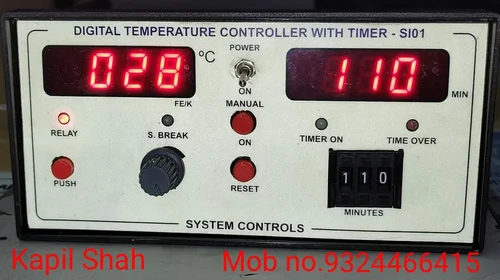 DIGITAL TEMPERATURE CONTROLLER WITH TIMER - SI01
028 °C
POWER
ON
110 MIN
FE/K
MANUAL
ON
RELAY
S. BREAK
TIMER ON
TIME OVER
PUSH
RESET
110
MINUTES
SYSTEM CONTROLS
Kapil Shah
Mob no.9324466415